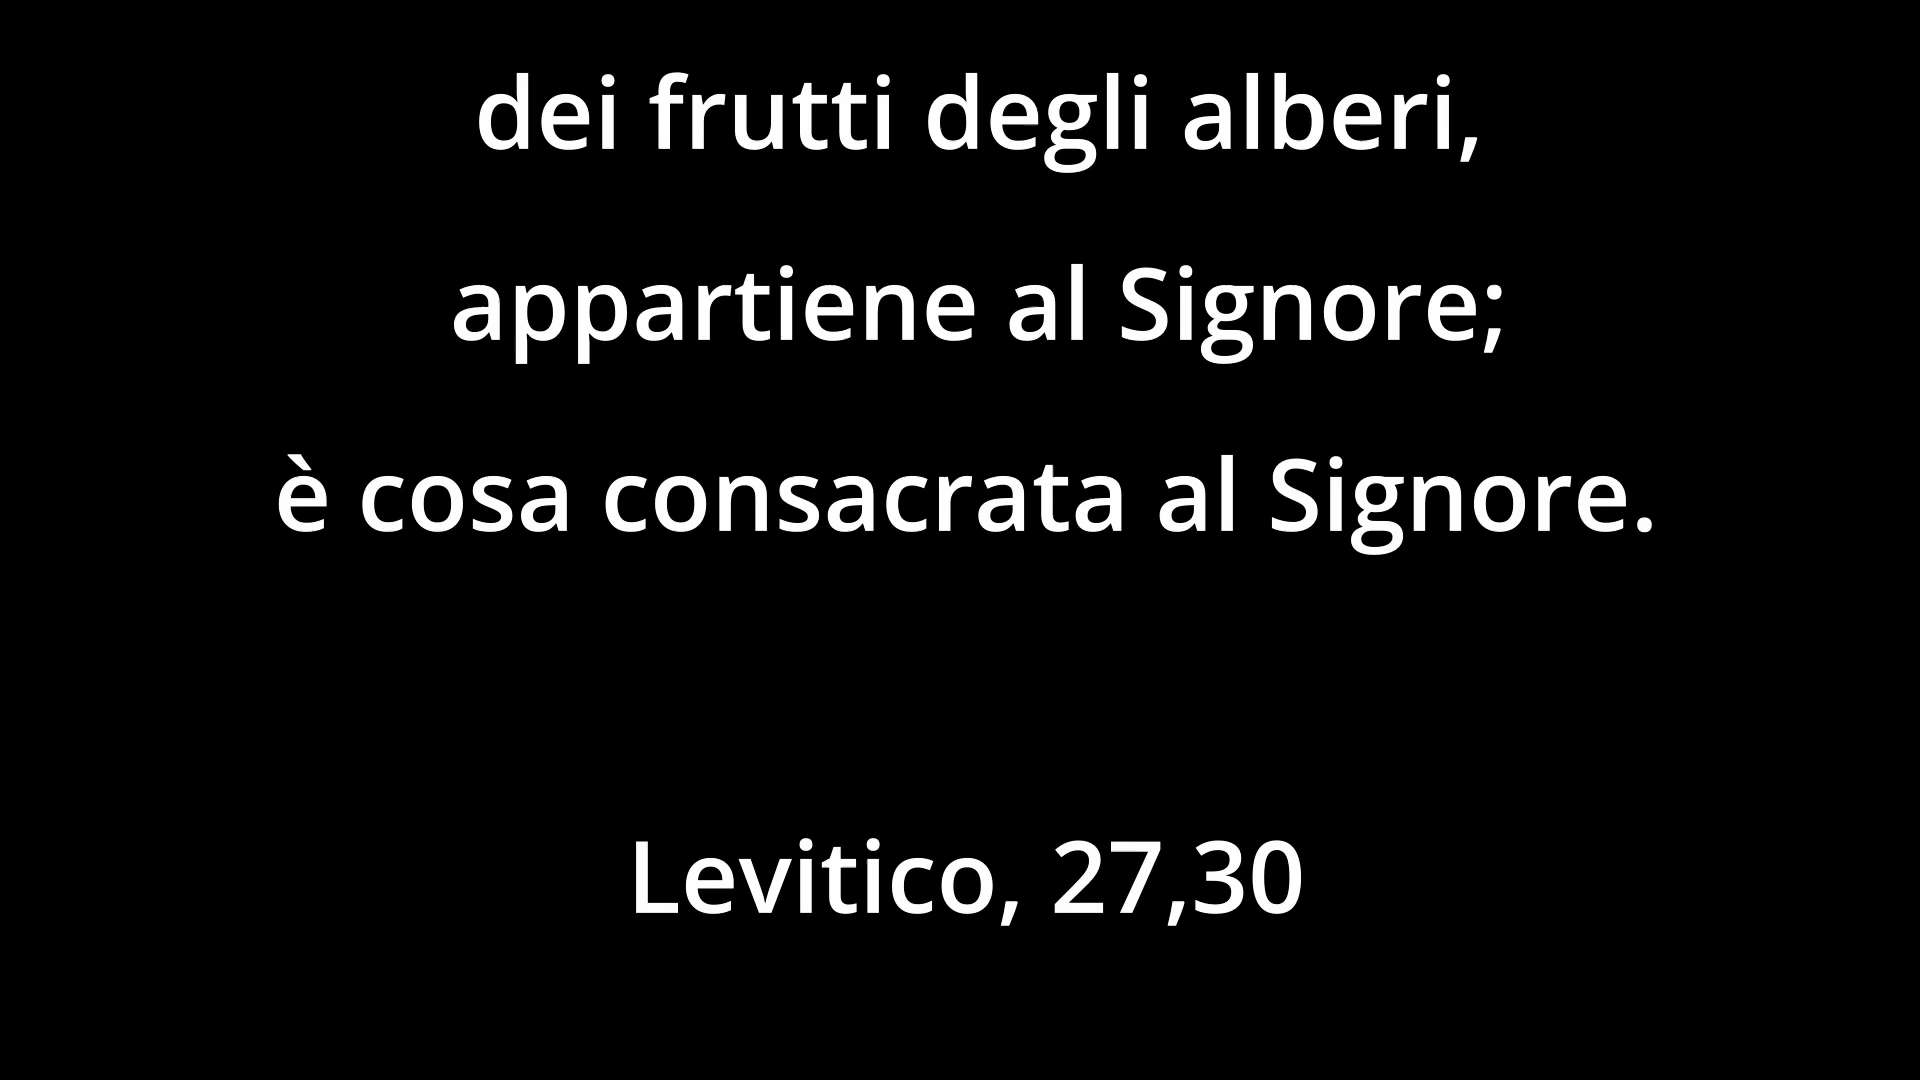 dei frutti degli alberi,
appartiene al Signore;
è cosa consacrata al Signore.
Levitico, 27,30